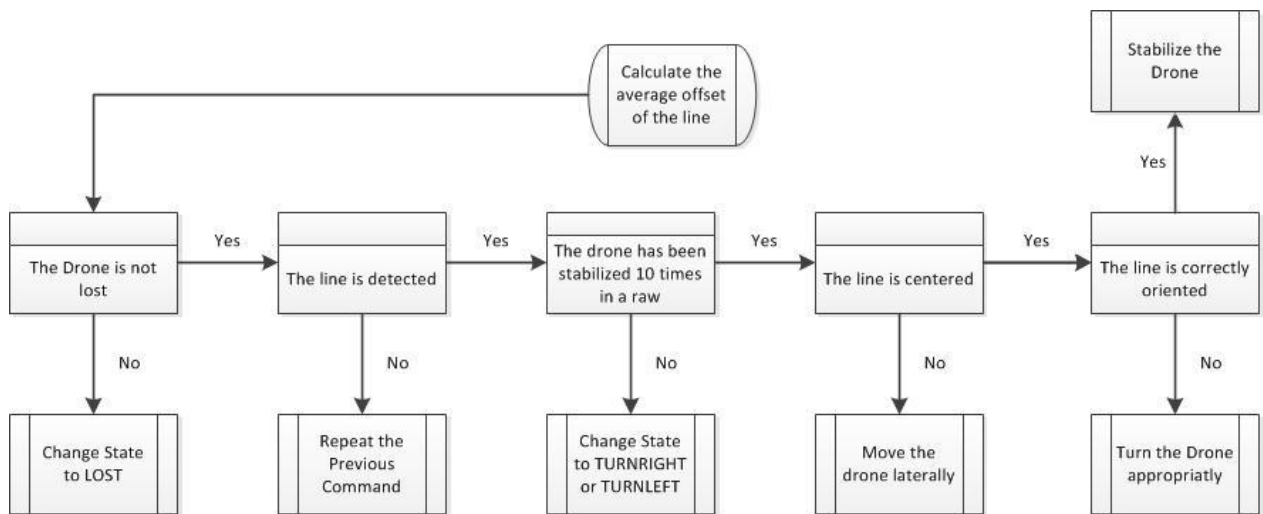 Stabilize the
Drone
Calculate the
average offset
of the line
Yes
The Drone is not
lost
Yes
The line is detected
Yes
The drone has been
stabilized 10 times
in a raw
Yes
The line is centered
Yes
The line is correctly
oriented
No
No
No
No
No
Change State
to LOST
Repeat the
Previous
Command
Change State
to TURNRIGHT
or TURNLEFT
Move the
drone laterally
Turn the Drone
appropriatly